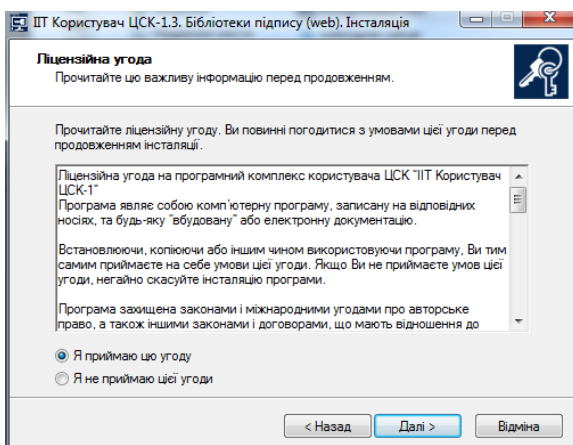 ІІТ Користувач ЦСК-1.3. Бібліотеки підпису (web). Інсталяція
Ліцензійна угода
Прочитайте цю важливу інформацію перед продовженням.
Прочитайте ліцензійну угоду. Ви повинні погодитися з умовами цієї угоди перед
продовженням інсталяції.
Ліцензійна угода на програмний комплекс користувача ЦСК "ІІТ Користувач
ЦСК-1"
Програма являє собою комп'ютерну програму, записану на відповідних
носіях, та будь-яку "вбудовану" або електронну документацію.
Встановлюючи, копіюючи або іншим чином використовуючи програму, Ви тим
самим приймаєте на себе умови цієї угоди. Якщо Ви не приймаєте умов цієї
угоди, негайно скасуйте інсталяцію програми.
Програма захищена законами і міжнародними угодами про авторське
право, а також іншими законами і договорами, що мають відношення до
Я приймаю цю угоду
Я не приймаю цієї угоди
< Назад Далі > Відміна